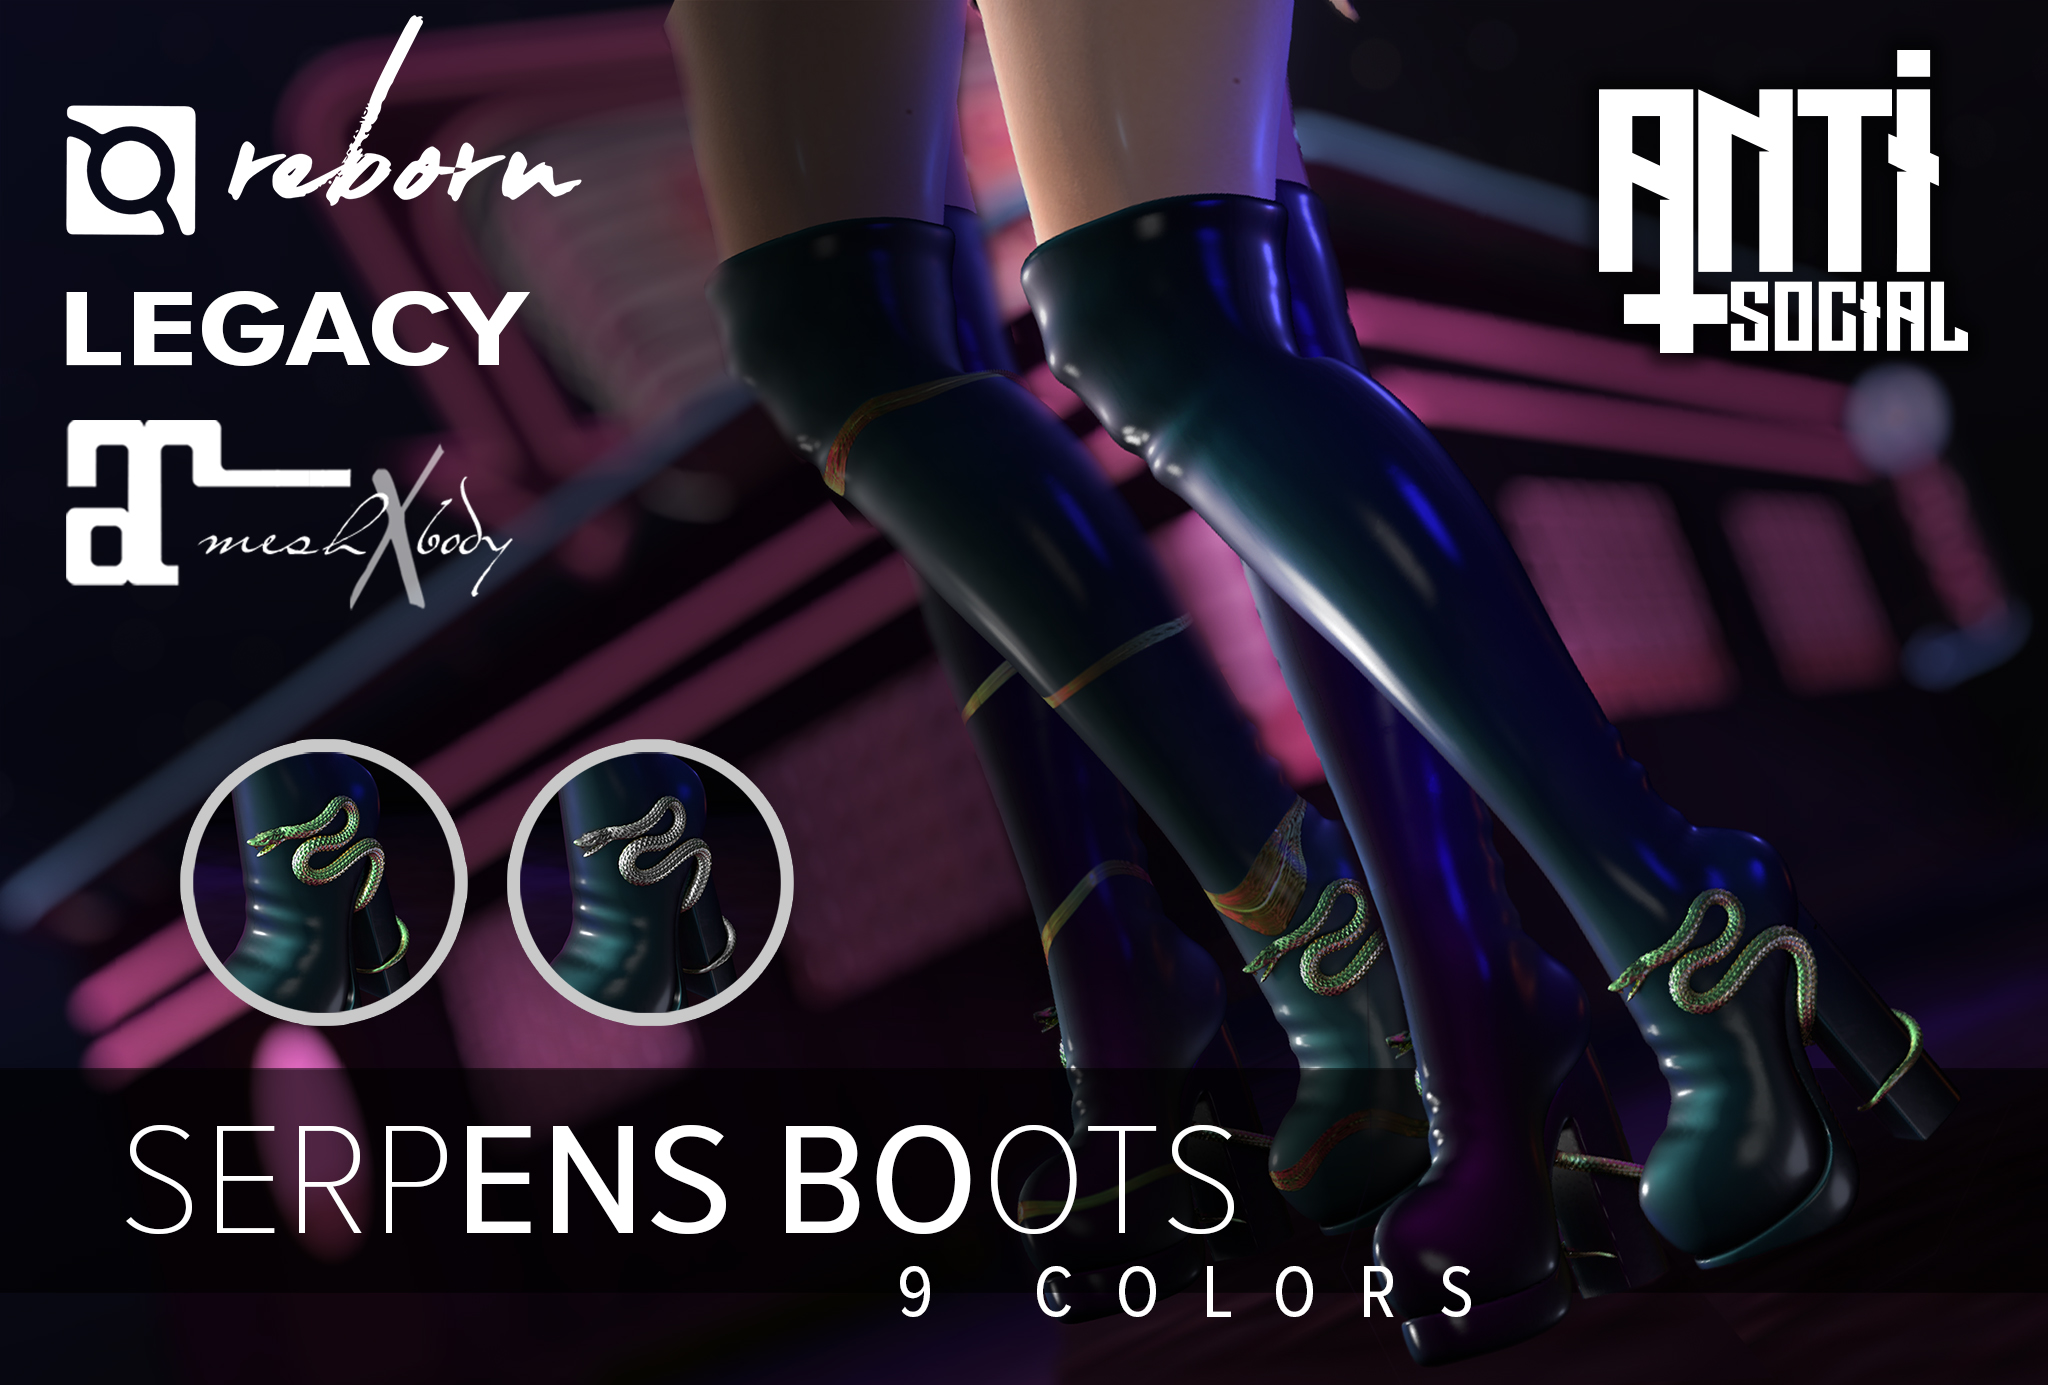 reborn
LEGACY
meshXbody
ANTI
SOCIAL
SERPENS BOOTS
9 COLORS